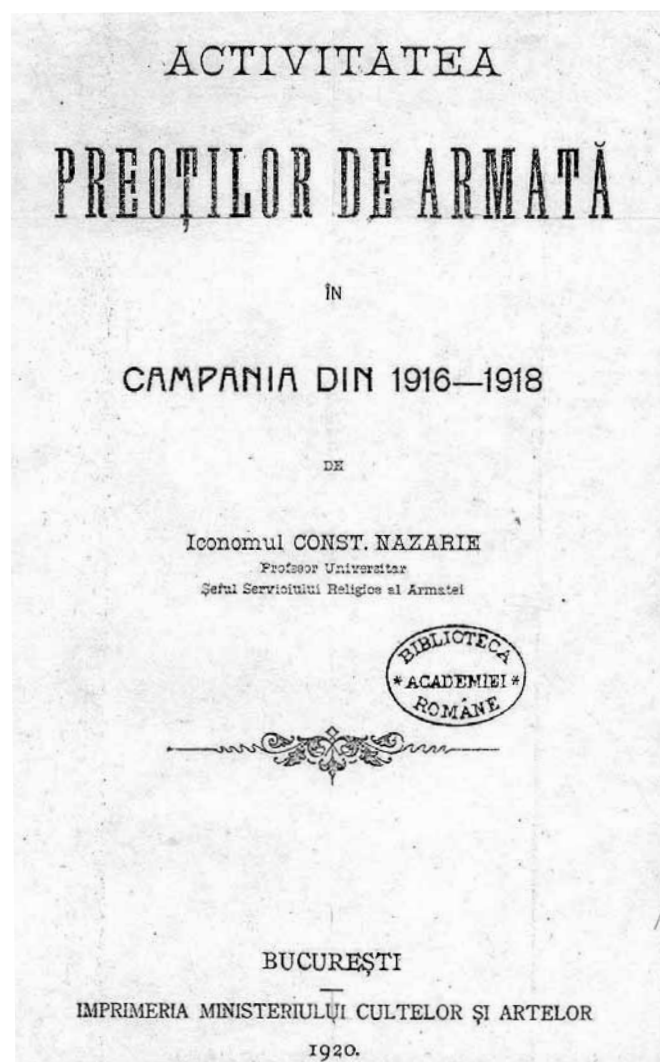 ACTIVITATEA
PREOȚILOR DE ARMATĂ
ÎN
CAMPANIA DIN 1916—1918
DE
Iconomul CONST. NAZARIE
Profesor Universitar
Șeful Serviciului Religios al Armatei
BIBLIOTECA
* ACADEMIEI *
ROMÂNE
BUCUREȘTI
IMPRIMERIA MINISTERIULUI CULTELOR ȘI ARTELOR
1920.